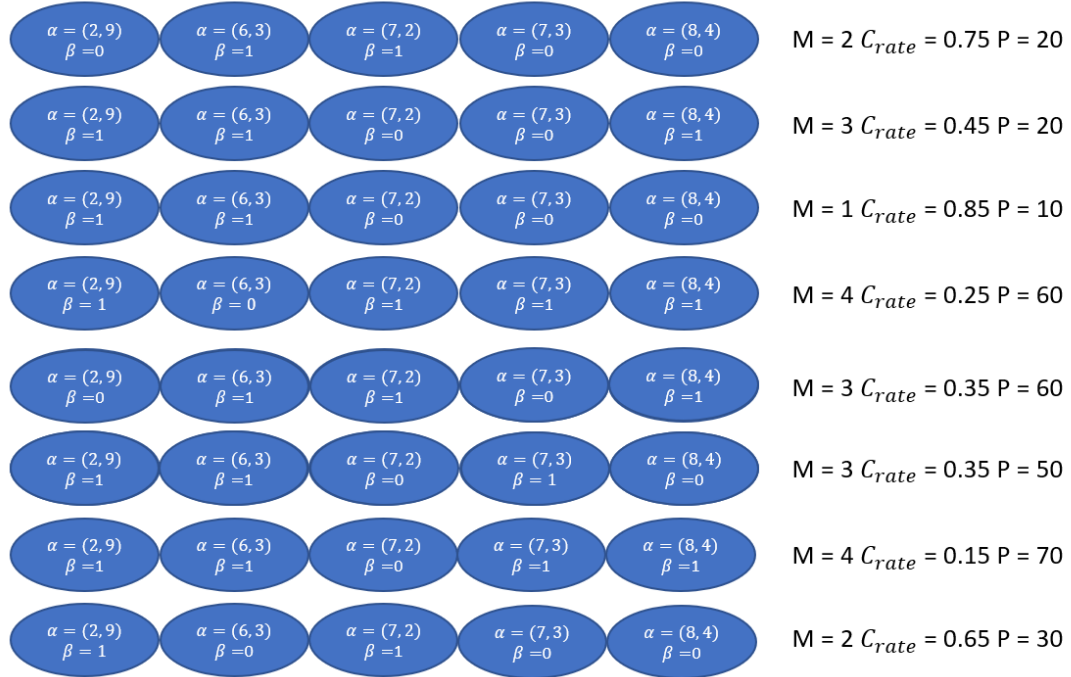 α = (2, 9) α = (6, 3) α = (7, 2) α = (7, 3) α = (8, 4)
β =0 β =1 β =1 β =0 β =0
M = 2 C_rate = 0.75 P = 20
α = (2, 9) α = (6, 3) α = (7, 2) α = (7, 3) α = (8, 4)
β =1 β =1 β =0 β =0 β =1
M = 3 C_rate = 0.45 P = 20
α = (2, 9) α = (6, 3) α = (7, 2) α = (7, 3) α = (8, 4)
β =1 β =1 β =0 β =0 β =0
M = 1 C_rate = 0.85 P = 10
α = (2, 9) α = (6, 3) α = (7, 2) α = (7, 3) α = (8, 4)
β = 1 β = 0 β =1 β =1 β =1
M = 4 C_rate = 0.25 P = 60
α = (2, 9) α = (6, 3) α = (7, 2) α = (7, 3) α = (8, 4)
β =0 β =1 β =1 β =0 β =1
M = 3 C_rate = 0.35 P = 60
α = (2, 9) α = (6, 3) α = (7, 2) α = (7, 3) α = (8, 4)
β =1 β =1 β =0 β = 1 β =0
M = 3 C_rate = 0.35 P = 50
α = (2, 9) α = (6, 3) α = (7, 2) α = (7, 3) α = (8, 4)
β =1 β =1 β =0 β =1 β =1
M = 4 C_rate = 0.15 P = 70
α = (2, 9) α = (6, 3) α = (7, 2) α = (7, 3) α = (8, 4)
β = 1 β =0 β =1 β =0 β =0
M = 2 C_rate = 0.65 P = 30